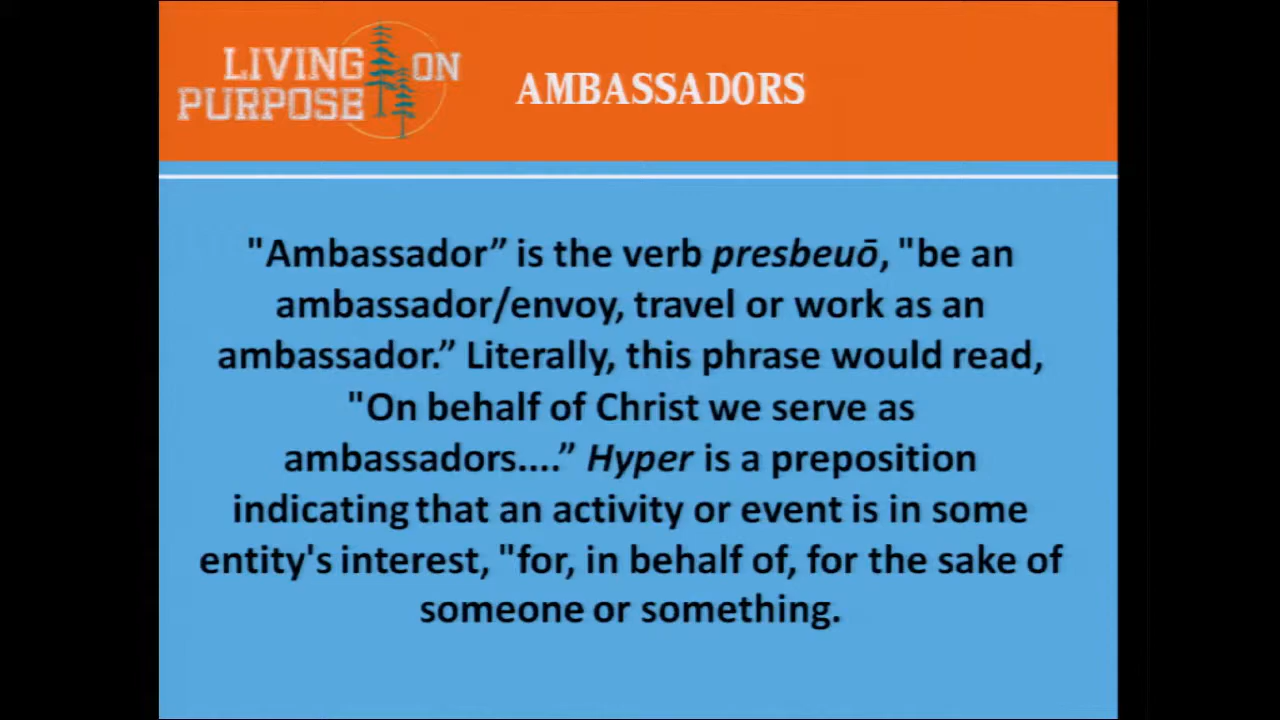 LIVING ON
PURPOSE
AMBASSADORS
"Ambassador” is the verb presbeuō, "be an
ambassador/envoy, travel or work as an
ambassador.” Literally, this phrase would read,
"On behalf of Christ we serve as
ambassadors....” Hyper is a preposition
indicating that an activity or event is in some
entity's interest, "for, in behalf of, for the sake of
someone or something.